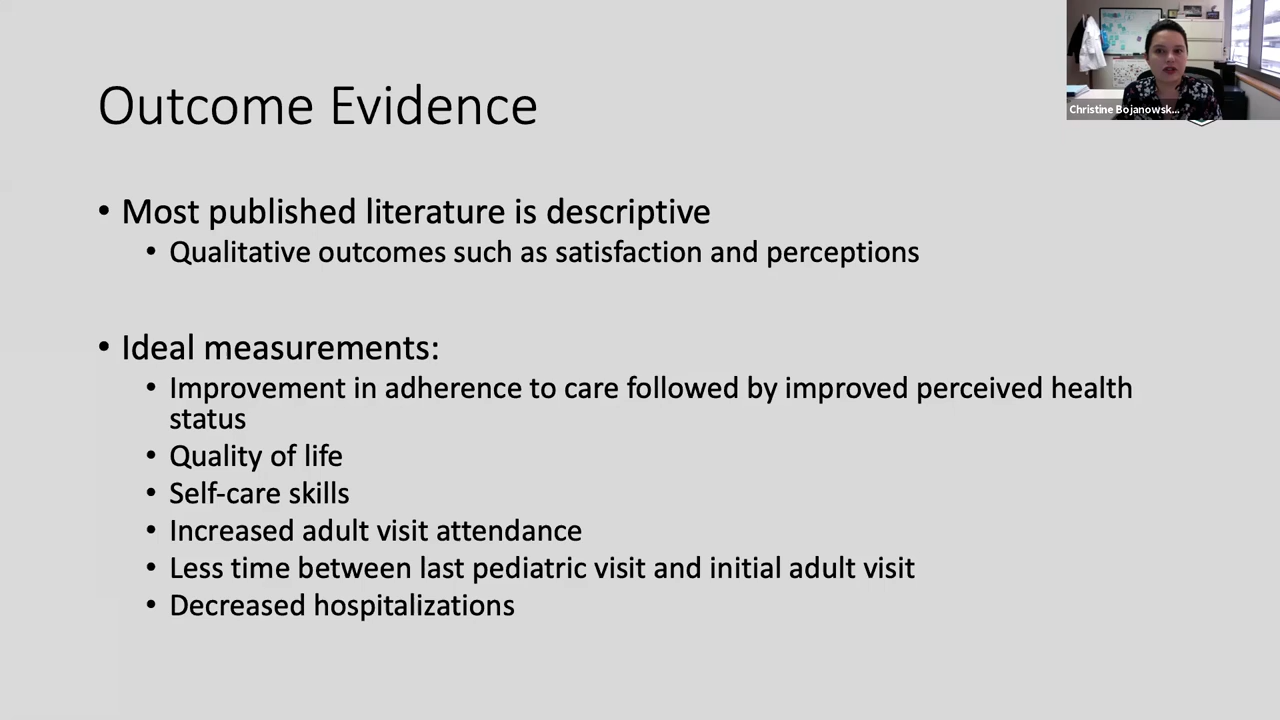 Outcome Evidence
• Most published literature is descriptive
• Qualitative outcomes such as satisfaction and perceptions
• Ideal measurements:
• Improvement in adherence to care followed by improved perceived health
status
• Quality of life
• Self-care skills
• Increased adult visit attendance
• Less time between last pediatric visit and initial adult visit
• Decreased hospitalizations
Christine Bojanowsk...